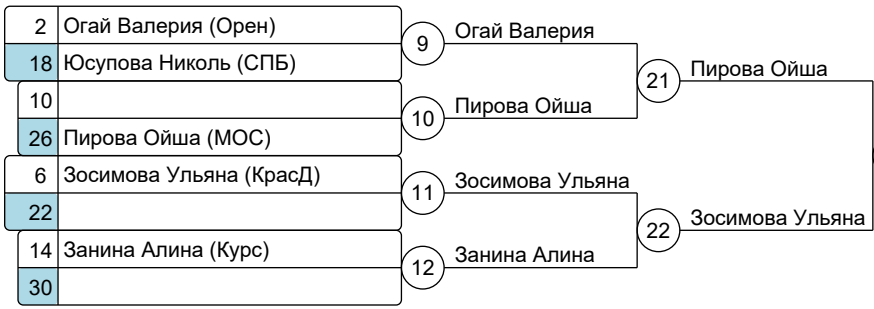 2 Огай Валерия (Орен)
18 Юсупова Николь (СПБ)
9 Огай Валерия
10
26 Пирова Ойша (МОС)
10 Пирова Ойша
21 Пирова Ойша
6 Зосимова Ульяна (КрасД)
22
11 Зосимова Ульяна
14 Занина Алина (Курс)
30
12 Занина Алина
22 Зосимова Ульяна